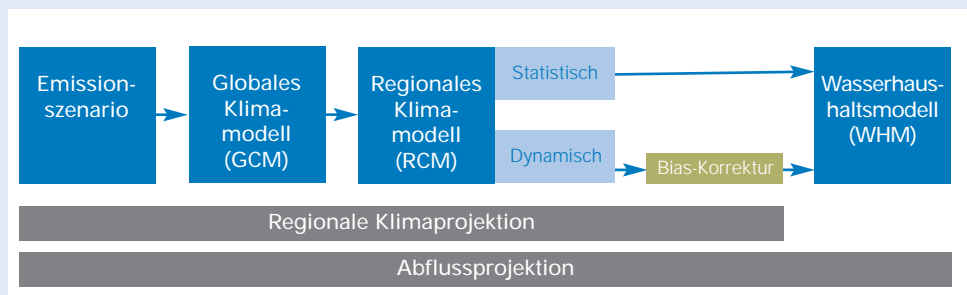 Emission-
szenario
Globales
Klima-
modell
(GCM)
Regionales
Klima-
modell
(RCM)
Statistisch
Dynamisch
Bias-Korrektur
Wasserhaus-
haltsmodell
(WHM)
Regionale Klimaprojektion
Abflussprojektion